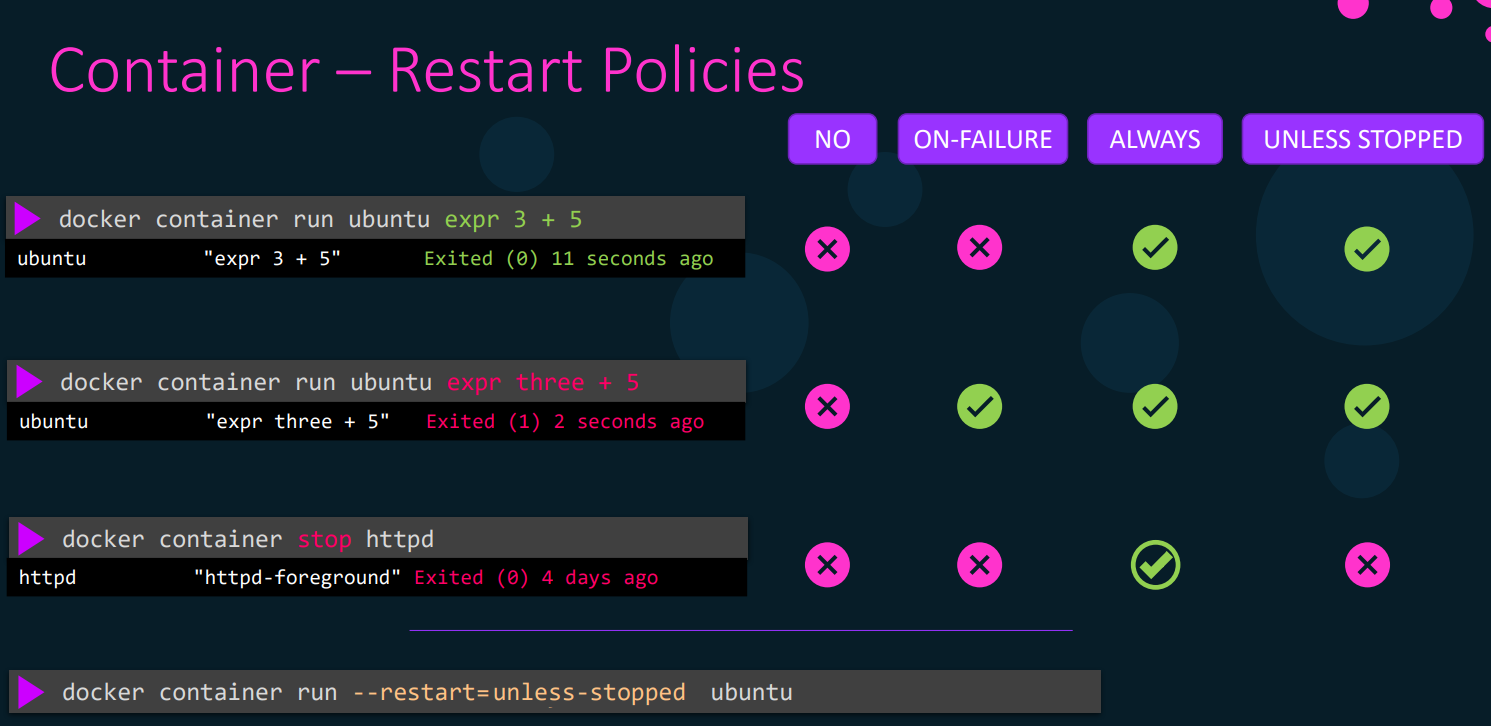 Container – Restart Policies
NO ON-FAILURE ALWAYS UNLESS STOPPED
docker container run ubuntu expr 3 + 5
ubuntu "expr 3 + 5" Exited (0) 11 seconds ago
docker container run ubuntu expr three + 5
ubuntu "expr three + 5" Exited (1) 2 seconds ago
docker container stop httpd
httpd "httpd-foreground" Exited (0) 4 days ago
docker container run --restart=unless-stopped ubuntu